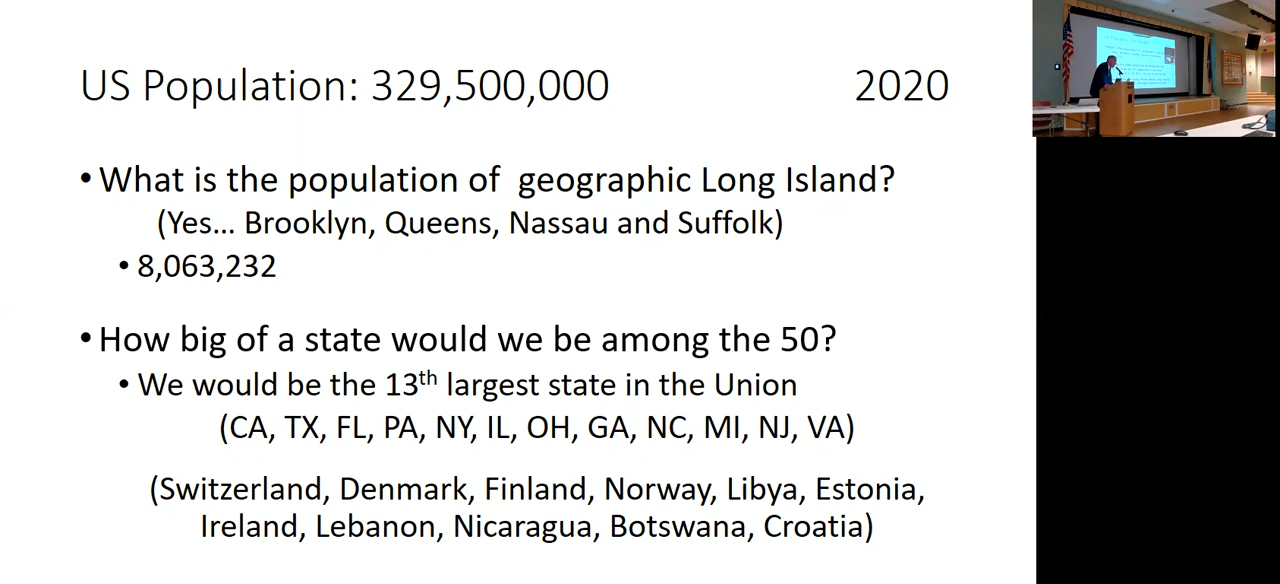 US Population: 329,500,000 2020
• What is the population of geographic Long Island?
(Yes... Brooklyn, Queens, Nassau and Suffolk)
• 8,063,232
• How big of a state would we be among the 50?
• We would be the 13th largest state in the Union
(CA, TX, FL, PA, NY, IL, OH, GA, NC, MI, NJ, VA)
(Switzerland, Denmark, Finland, Norway, Libya, Estonia,
Ireland, Lebanon, Nicaragua, Botswana, Croatia)